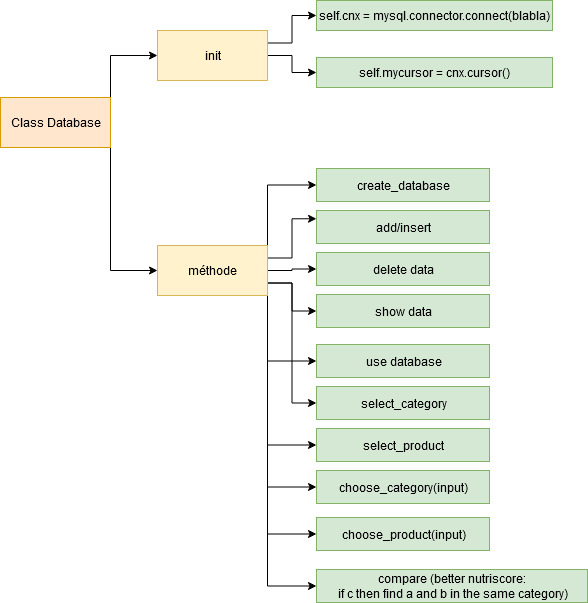 self.cnx = mysql.connector.connect(blabla)
init
self.mycursor = cnx.cursor()
Class Database
create_database
add/insert
méthode
delete data
show data
use database
select_category
select_product
choose_category(input)
choose_product(input)
compare (better nutriscore:
if c then find a and b in the same category)